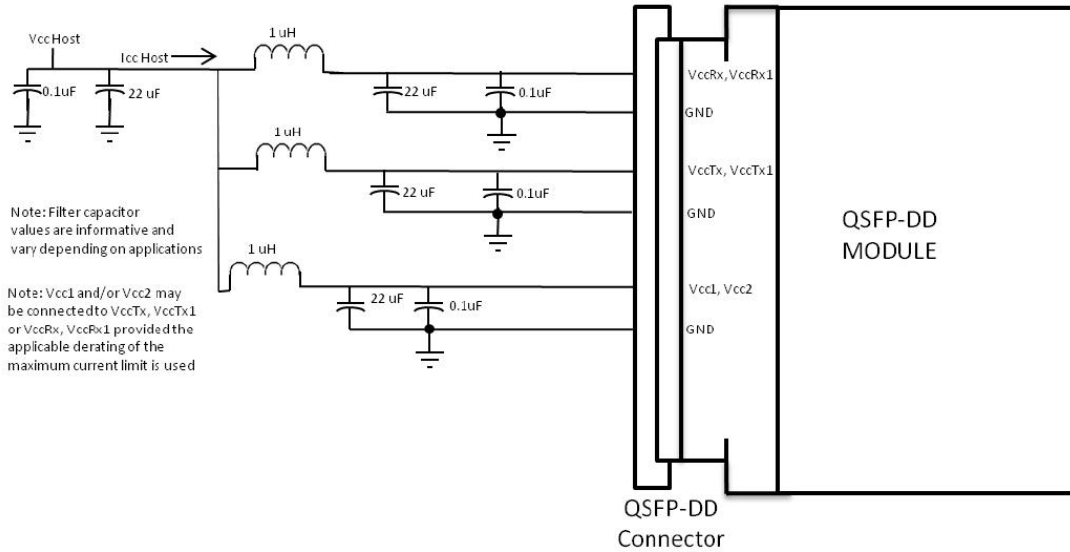 Vcc Host
Icc Host
1 uH
0.1uF
22 uF
22 uF
0.1uF
VccRx, VccRx1
GND
1 uH
22 uF
0.1uF
VccTx, VccTx1
GND
Note: Filter capacitor
values are informative and
vary depending on applications
1 uH
22 uF
0.1uF
Vcc1, Vcc2
GND
Note: Vcc1 and/or Vcc2 may
be connected to VccTx, VccTx1
or VccRx, VccRx1 provided the
applicable derating of the
maximum current limit is used
QSFP-DD
MODULE
QSFP-DD
Connector